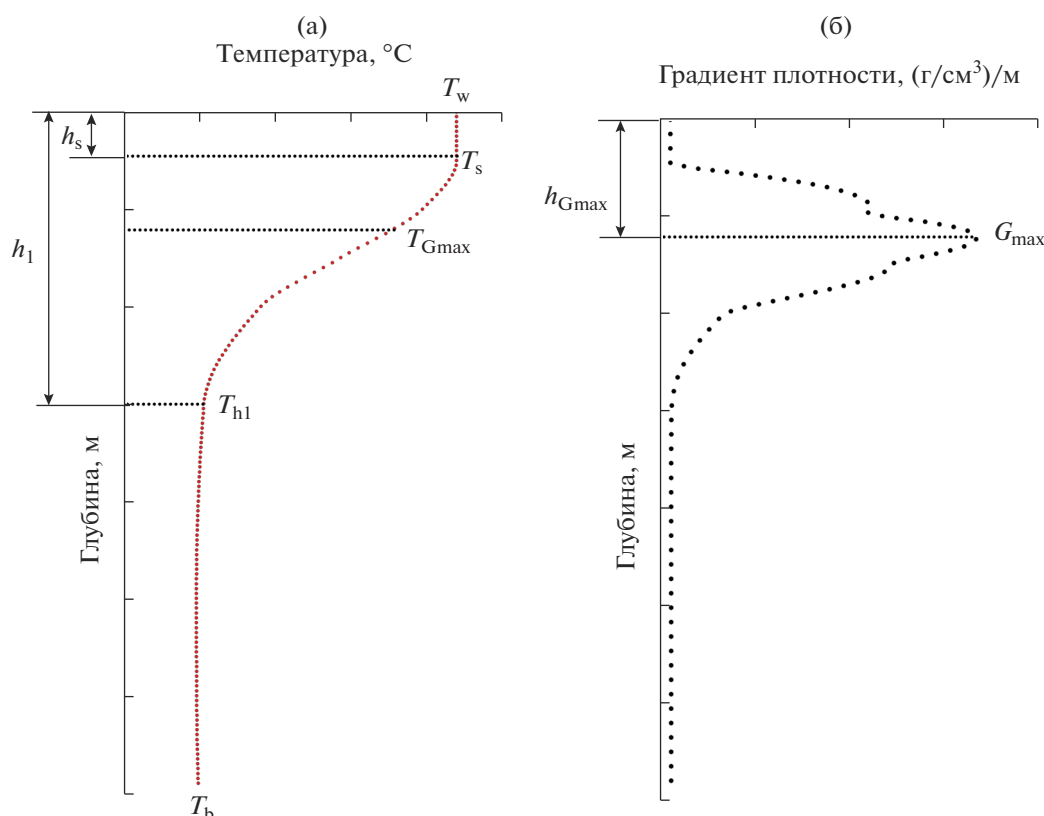 (а)
Температура, °C
T_w
h_s
T_s
T_Gmax
h_1
T_h1
Глубина, м
T_b
(б)
Градиент плотности, (г/см³)/м
h_Gmax
G_max
Глубина, м